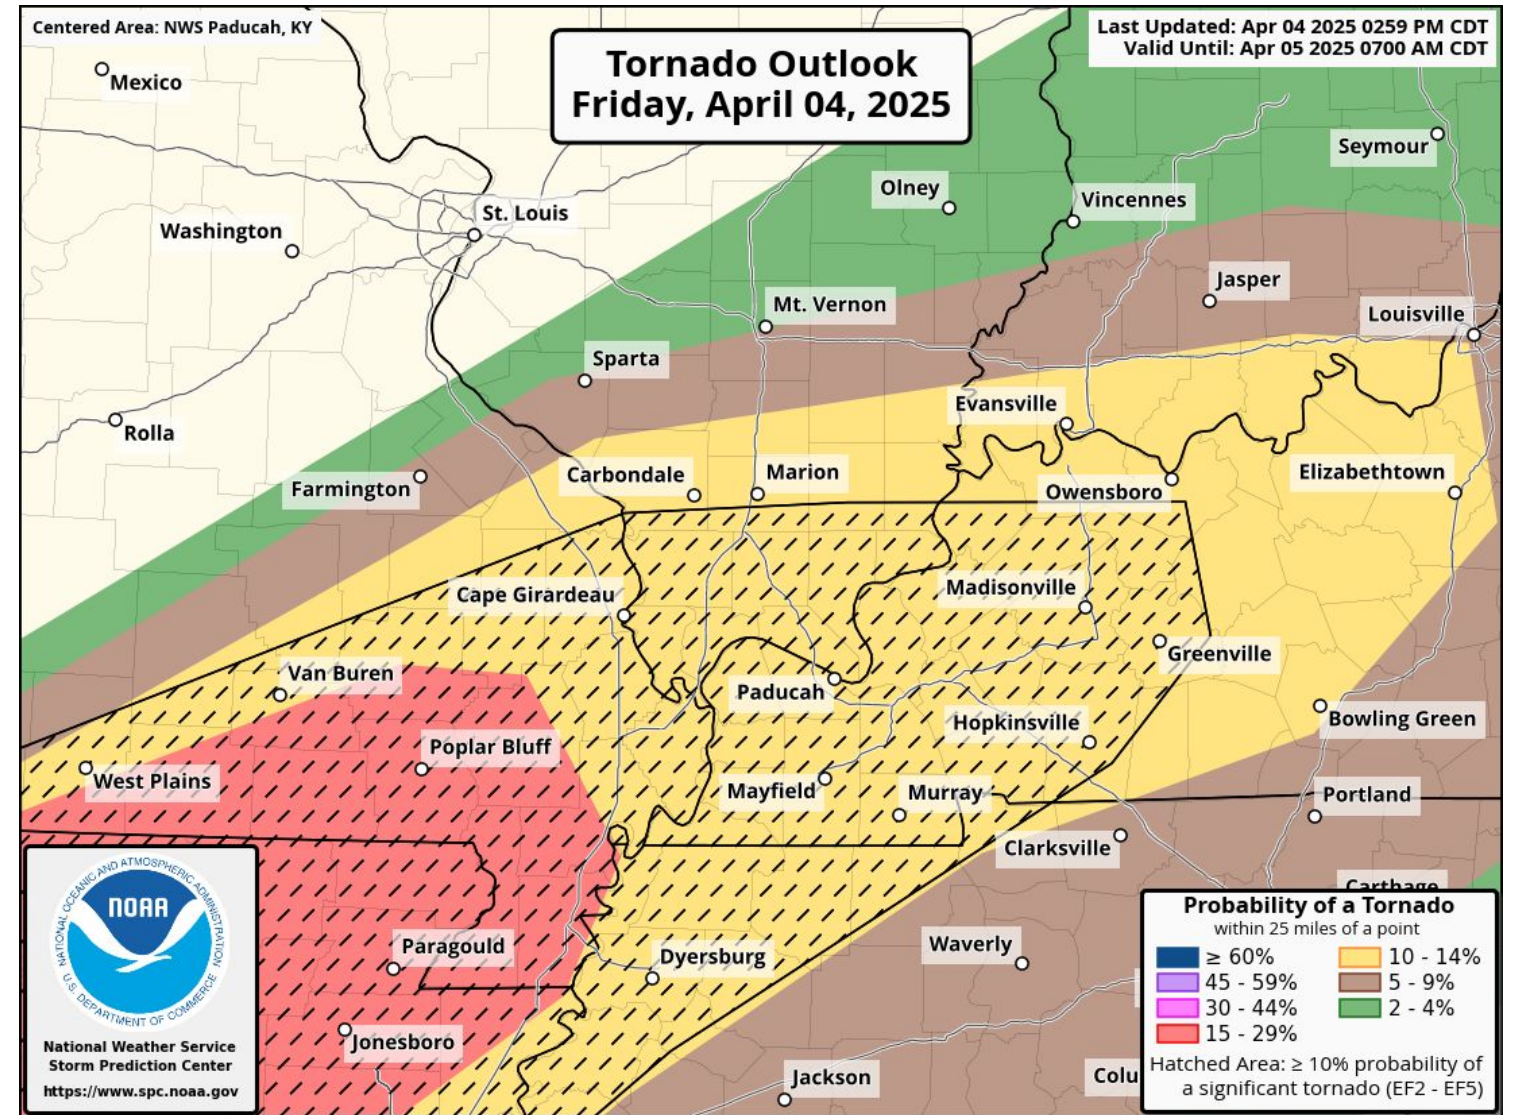 Centered Area: NWS Paducah, KY
Last Updated: Apr 04 2025 0259 PM CDT
Valid Until: Apr 05 2025 0700 AM CDT
Tornado Outlook
Friday, April 04, 2025
Mexico
Seymour
Olney
Vincennes
St. Louis
Washington
Jasper
Mt. Vernon
Louisville
Sparta
Evansville
Rolla
Carbondale
Marion
Elizabethtown
Farmington
Owensboro
Cape Girardeau
Madisonville
Greenville
Van Buren
Paducah
Hopkinsville
Bowling Green
Poplar Bluff
West Plains
Mayfield
Murray
Portland
Clarksville
Carthage
Paragould
Waverly
Dyersburg
Jonesboro
Jackson
Colu
NATIONAL OCEANIC AND ATMOSPHERIC ADMINISTRATION
NOAA
U.S. DEPARTMENT OF COMMERCE
National Weather Service
Storm Prediction Center
https://www.spc.noaa.gov
Probability of a Tornado
within 25 miles of a point
≥ 60%
45 - 59%
30 - 44%
15 - 29%
10 - 14%
5 - 9%
2 - 4%
Hatched Area: ≥ 10% probability of
a significant tornado (EF2 - EF5)